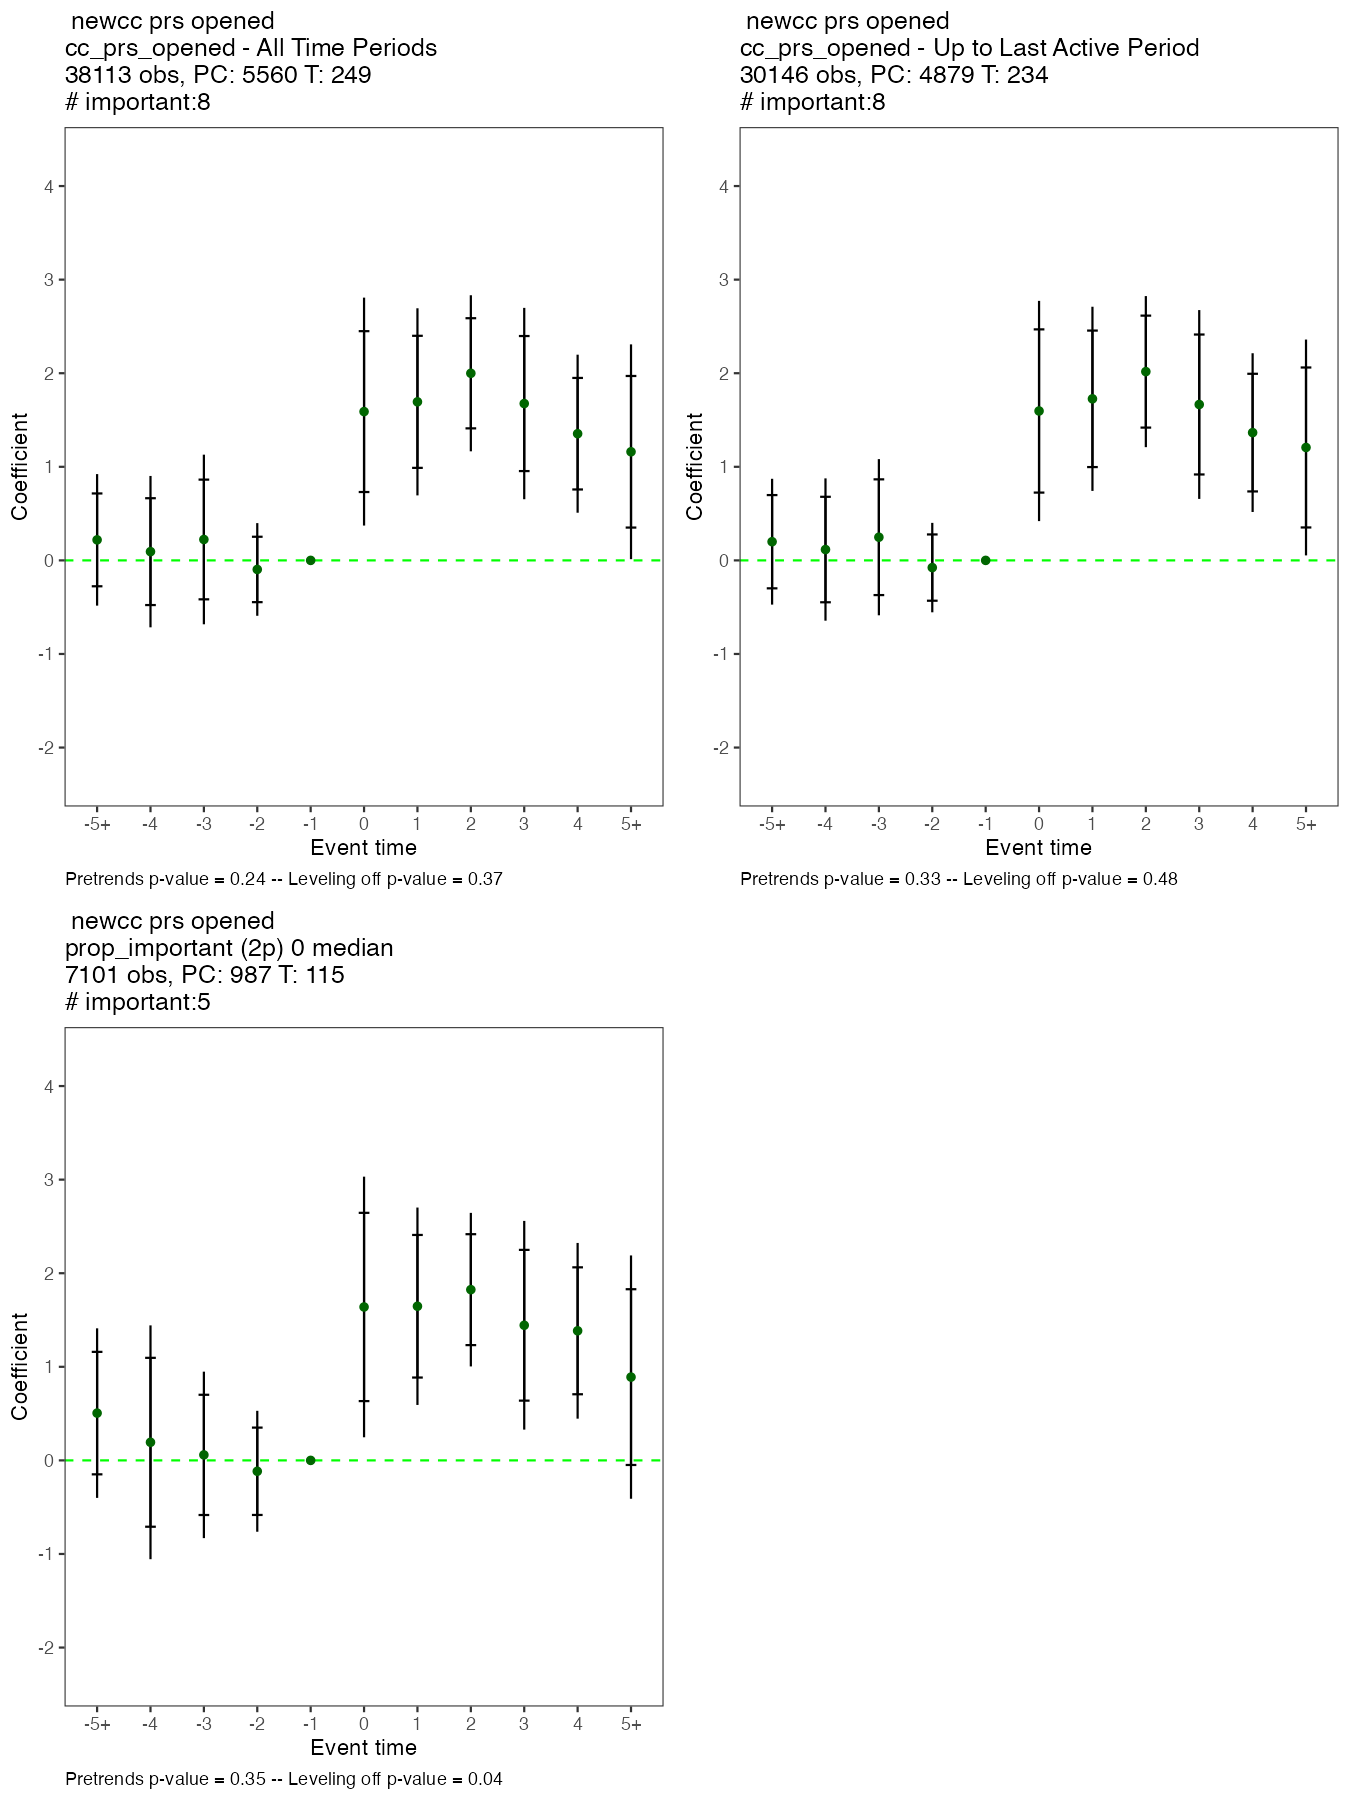 newcc prs opened
cc_prs_opened - All Time Periods
38113 obs, PC: 5560 T: 249
# important:8
4
3
2
1
0
-1
-2
Coefficient
-5+ -4 -3 -2 -1 0 1 2 3 4 5+
Event time
Pretrends p-value = 0.24 -- Leveling off p-value = 0.37
newcc prs opened
cc_prs_opened - Up to Last Active Period
30146 obs, PC: 4879 T: 234
# important:8
4
3
2
1
0
-1
-2
Coefficient
-5+ -4 -3 -2 -1 0 1 2 3 4 5+
Event time
Pretrends p-value = 0.33 -- Leveling off p-value = 0.48
newcc prs opened
prop_important (2p) 0 median
7101 obs, PC: 987 T: 115
# important:5
4
3
2
1
0
-1
-2
Coefficient
-5+ -4 -3 -2 -1 0 1 2 3 4 5+
Event time
Pretrends p-value = 0.35 -- Leveling off p-value = 0.04